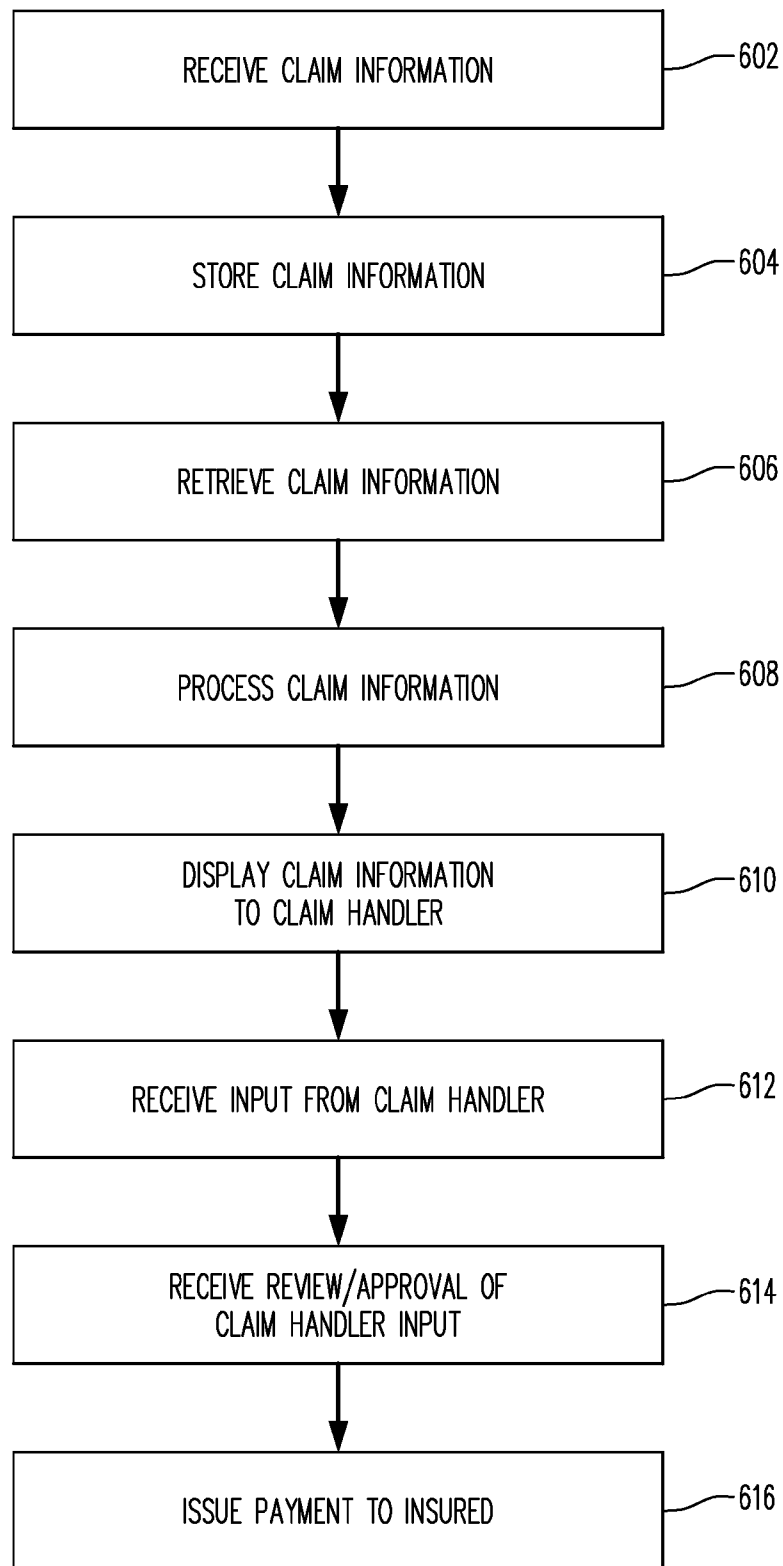 RECEIVE CLAIM INFORMATION
602
STORE CLAIM INFORMATION
604
RETRIEVE CLAIM INFORMATION
606
PROCESS CLAIM INFORMATION
608
DISPLAY CLAIM INFORMATION
TO CLAIM HANDLER
610
RECEIVE INPUT FROM CLAIM HANDLER
612
RECEIVE REVIEW/APPROVAL OF
CLAIM HANDLER INPUT
614
ISSUE PAYMENT TO INSURED
616